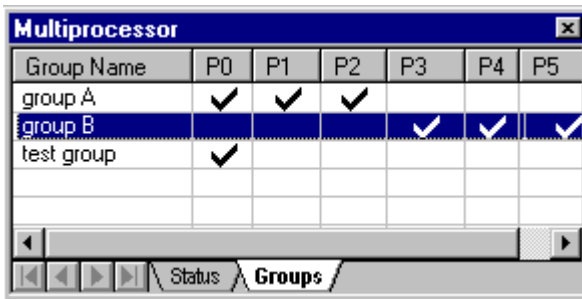 Multiprocessor
Group Name P0 P1 P2 P3 P4 P5
group A
group B
test group
Status Groups